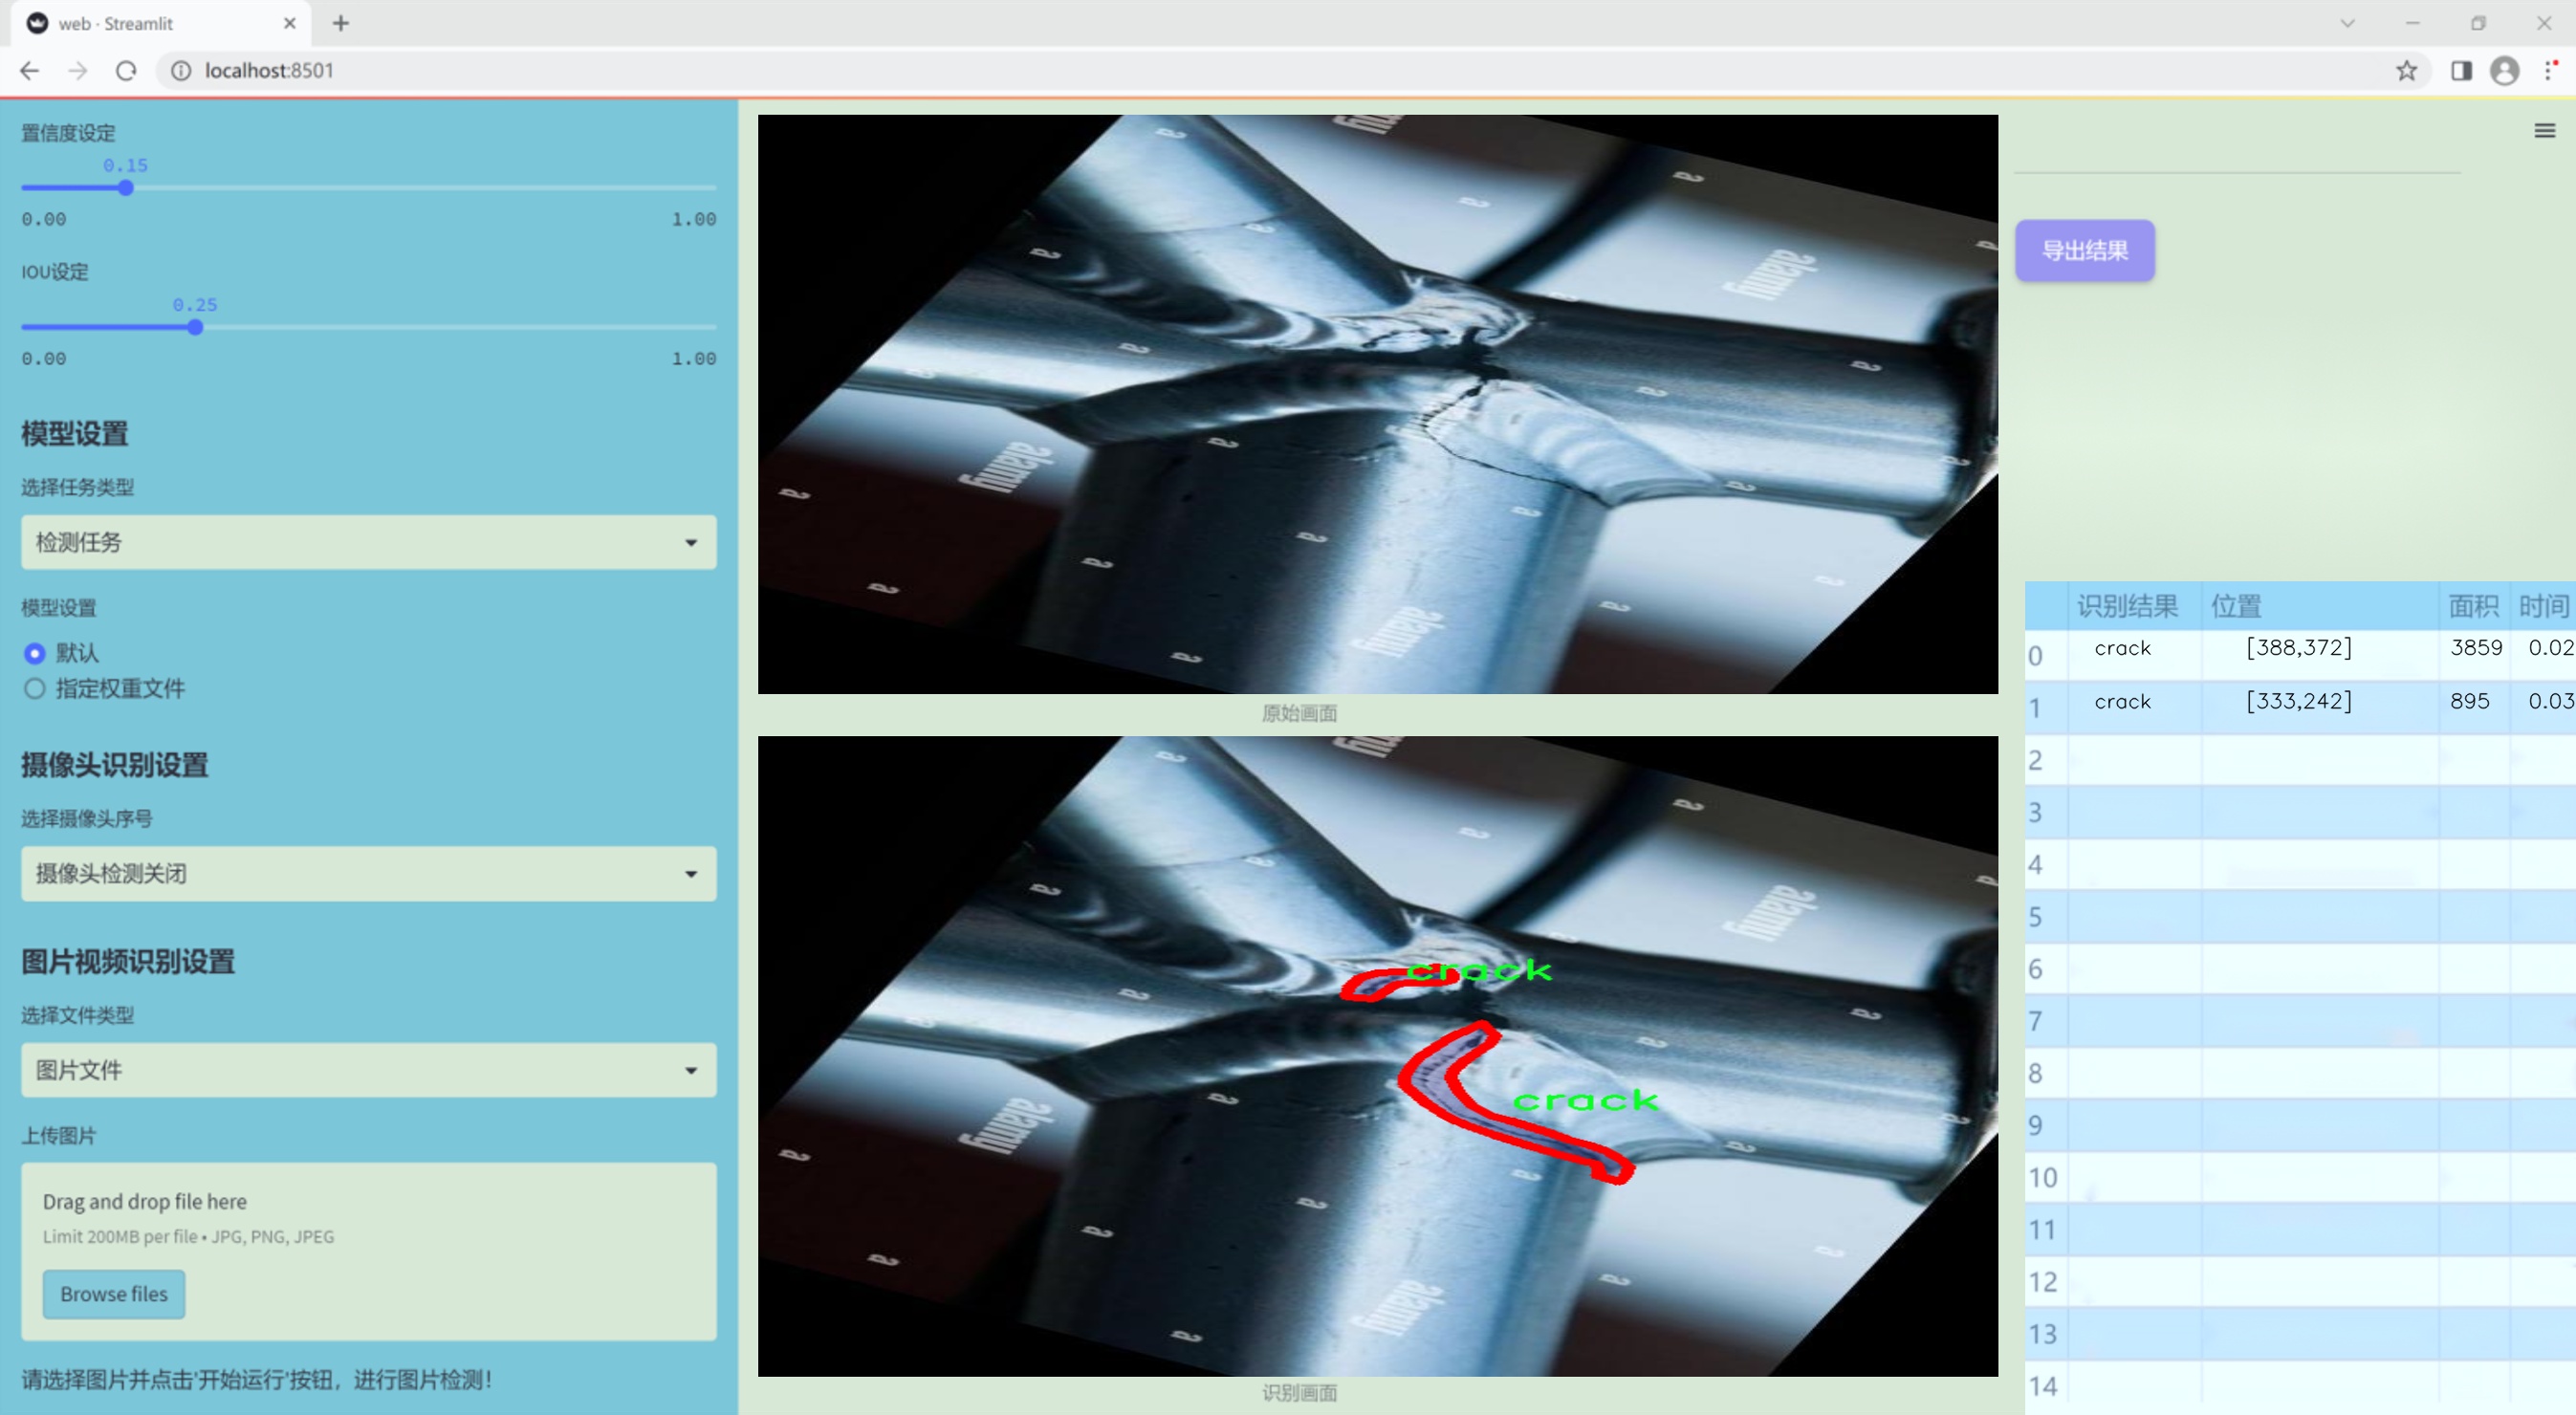 web · Streamlit
localhost:8501
置信度设定
0.15
0.00 1.00
IOU设定
0.25
0.00 1.00
模型设置
选择任务类型
检测任务
模型设置
默认
指定权重文件
摄像头识别设置
选择摄像头序号
摄像头检测关闭
图片视频识别设置
选择文件类型
图片文件
上传图片
Drag and drop file here
Limit 200MB per file • JPG, PNG, JPEG
Browse files
请选择图片并点击'开始运行'按钮，进行图片检测！
alamy
alamy
alamy
原始画面
alamy
crack
crack
alamy
alamy
识别画面
导出结果
识别结果 位置 面积 时间
0 crack [388,372] 3859 0.02
1 crack [333,242] 895 0.03
2
3
4
5
6
7
8
9
10
11
12
13
14